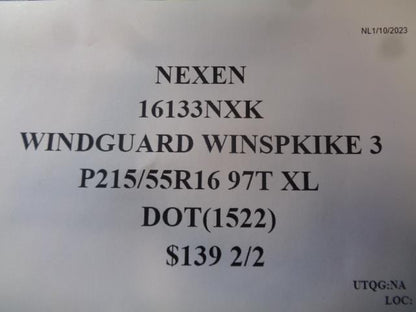 NL1/10/2023
NEXEN
16133NXK
WINDGUARD WINSPKIKE 3
P215/55R16 97T XL
DOT(1522)
$139 2/2
UTQG:NA
LOC: